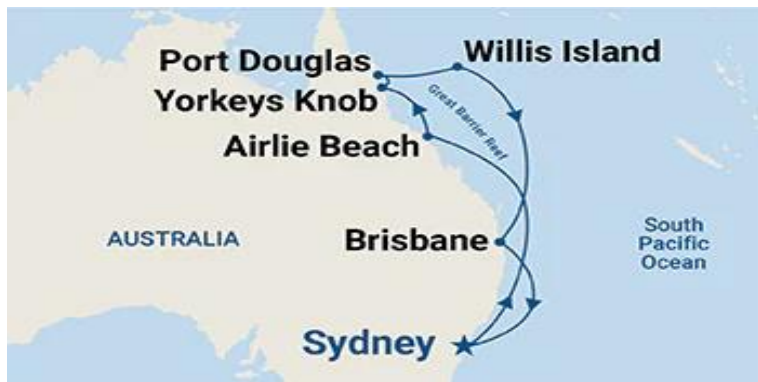 Port Douglas
Willis Island
Yorkeys Knob
Great Barrier Reef
Airlie Beach
AUSTRALIA
Brisbane
South
Pacific
Ocean
Sydney